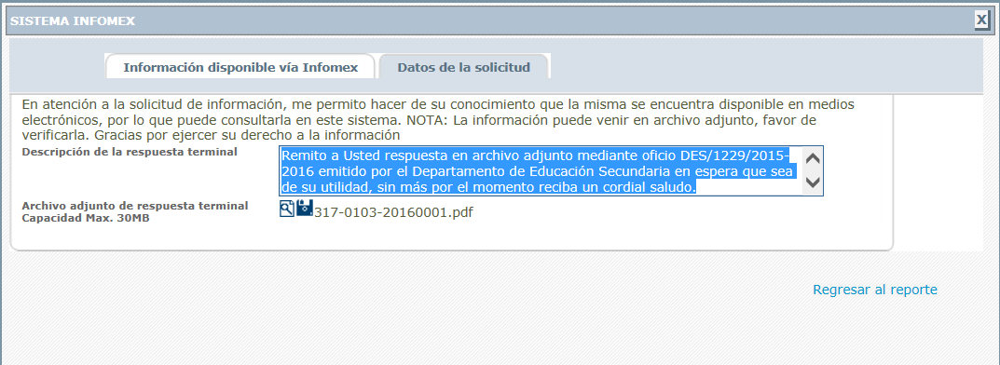 SISTEMA INFOMEX
X
Información disponible vía Infomex
Datos de la solicitud
En atención a la solicitud de información, me permito hacer de su conocimiento que la misma se encuentra disponible en medios
electrónicos, por lo que puede consultarla en este sistema. NOTA: La información puede venir en archivo adjunto, favor de
verificarla. Gracias por ejercer su derecho a la información
Descripción de la respuesta terminal
Remito a Usted respuesta en archivo adjunto mediante oficio DES/1229/2015-
2016 emitido por el Departamento de Educación Secundaria en espera que sea
de su utilidad, sin más por el momento reciba un cordial saludo.
Archivo adjunto de respuesta terminal
Capacidad Max. 30MB
317-0103-20160001.pdf
Regresar al reporte